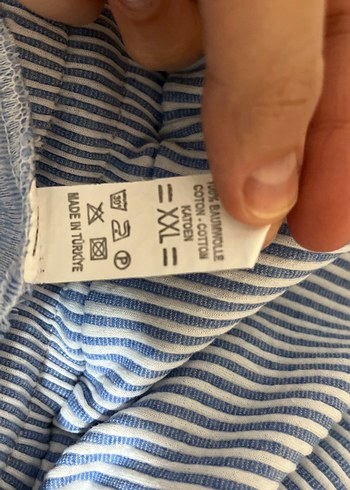 100% BAUMWOLLE
COTON - COTTON
KATOEN
= XXL =
MADE IN TÜRKİYE